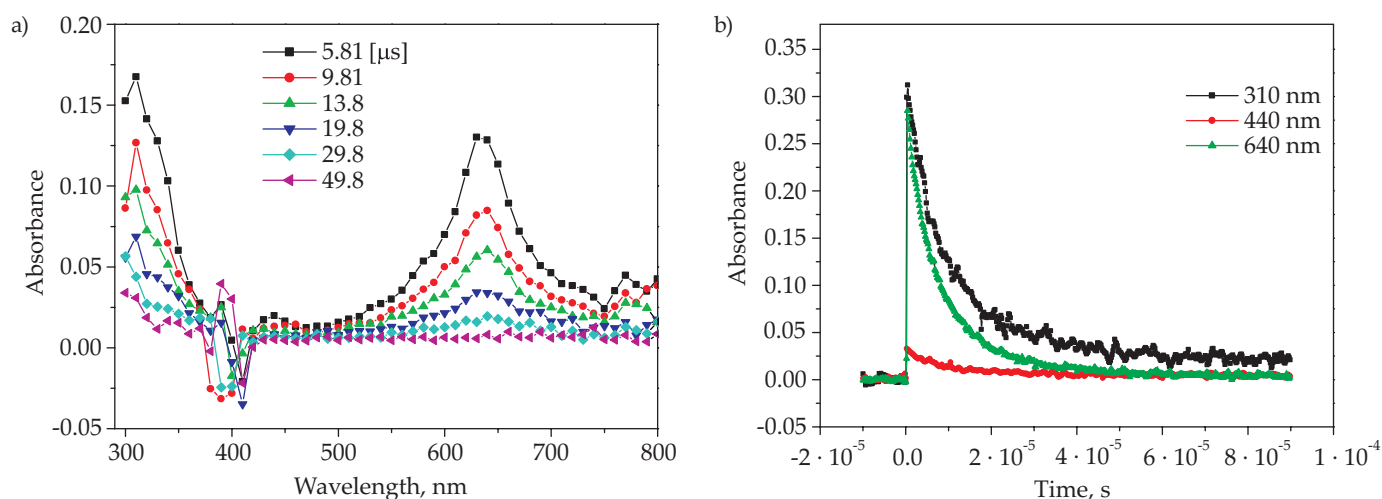 a)
0.20
0.15
0.10
0.05
0.00
-0.05
Absorbance
5.81 [μs]
9.81
13.8
19.8
29.8
49.8
300 400 500 600 700 800
Wavelength, nm
b)
0.35
0.30
0.25
0.20
0.15
0.10
0.05
0.00
-0.05
Absorbance
310 nm
440 nm
640 nm
-2 · 10⁻⁵ 0.0 2 · 10⁻⁵ 4 · 10⁻⁵ 6 · 10⁻⁵ 8 · 10⁻⁵ 1 · 10⁻⁴
Time, s